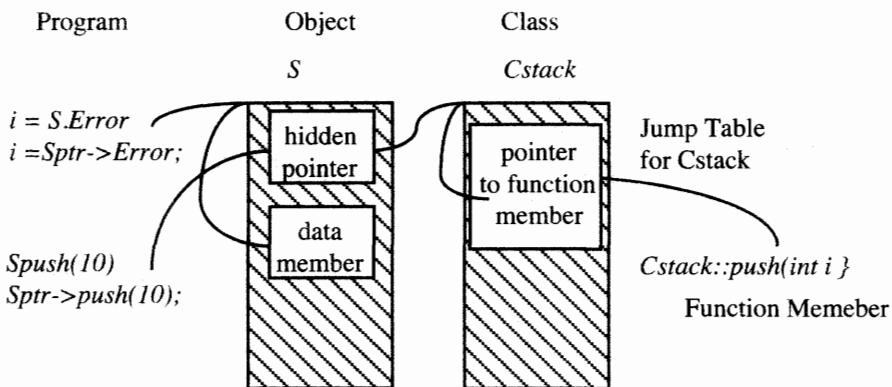 Program Object Class
S Cstack
i = S.Error
i =Sptr->Error;
hidden
pointer
pointer
to function
member
Jump Table
for Cstack
data
member
Spush(10)
Sptr->push(10);
Cstack::push(int i }
Function Memeber